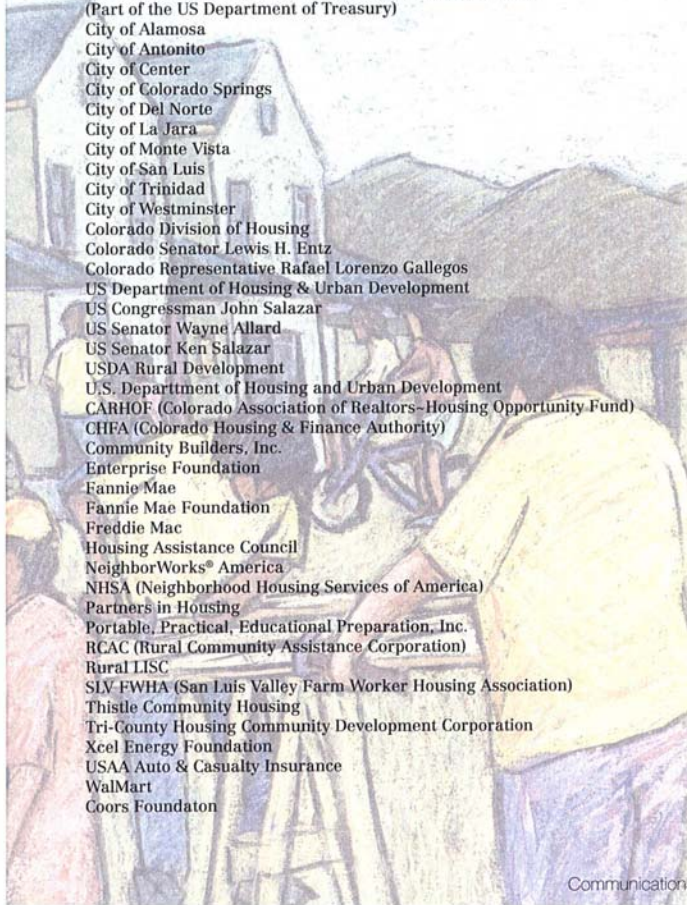 (Part of the US Department of Treasury)
City of Alamosa
City of Antonito
City of Center
City of Colorado Springs
City of Del Norte
City of La Jara
City of Monte Vista
City of San Luis
City of Trinidad
City of Westminster
Colorado Division of Housing
Colorado Senator Lewis H. Entz
Colorado Representative Rafael Lorenzo Gallegos
US Department of Housing & Urban Development
US Congressman John Salazar
US Senator Wayne Allard
US Senator Ken Salazar
USDA Rural Development
U.S. Departtment of Housing and Urban Development
CARHOF (Colorado Association of Realtors~Housing Opportunity Fund)
CHFA (Colorado Housing & Finance Authority)
Community Builders, Inc.
Enterprise Foundation
Fannie Mae
Fannie Mae Foundation
Freddie Mac
Housing Assistance Council
NeighborWorks® America
NHSA (Neighborhood Housing Services of America)
Partners in Housing
Portable, Practical, Educational Preparation, Inc.
RCAC (Rural Community Assistance Corporation)
Rural LISC
SLV FWHA (San Luis Valley Farm Worker Housing Association)
Thistle Community Housing
Tri-County Housing Community Development Corporation
Xcel Energy Foundation
USAA Auto & Casualty Insurance
WalMart
Coors Foundaton
Communication